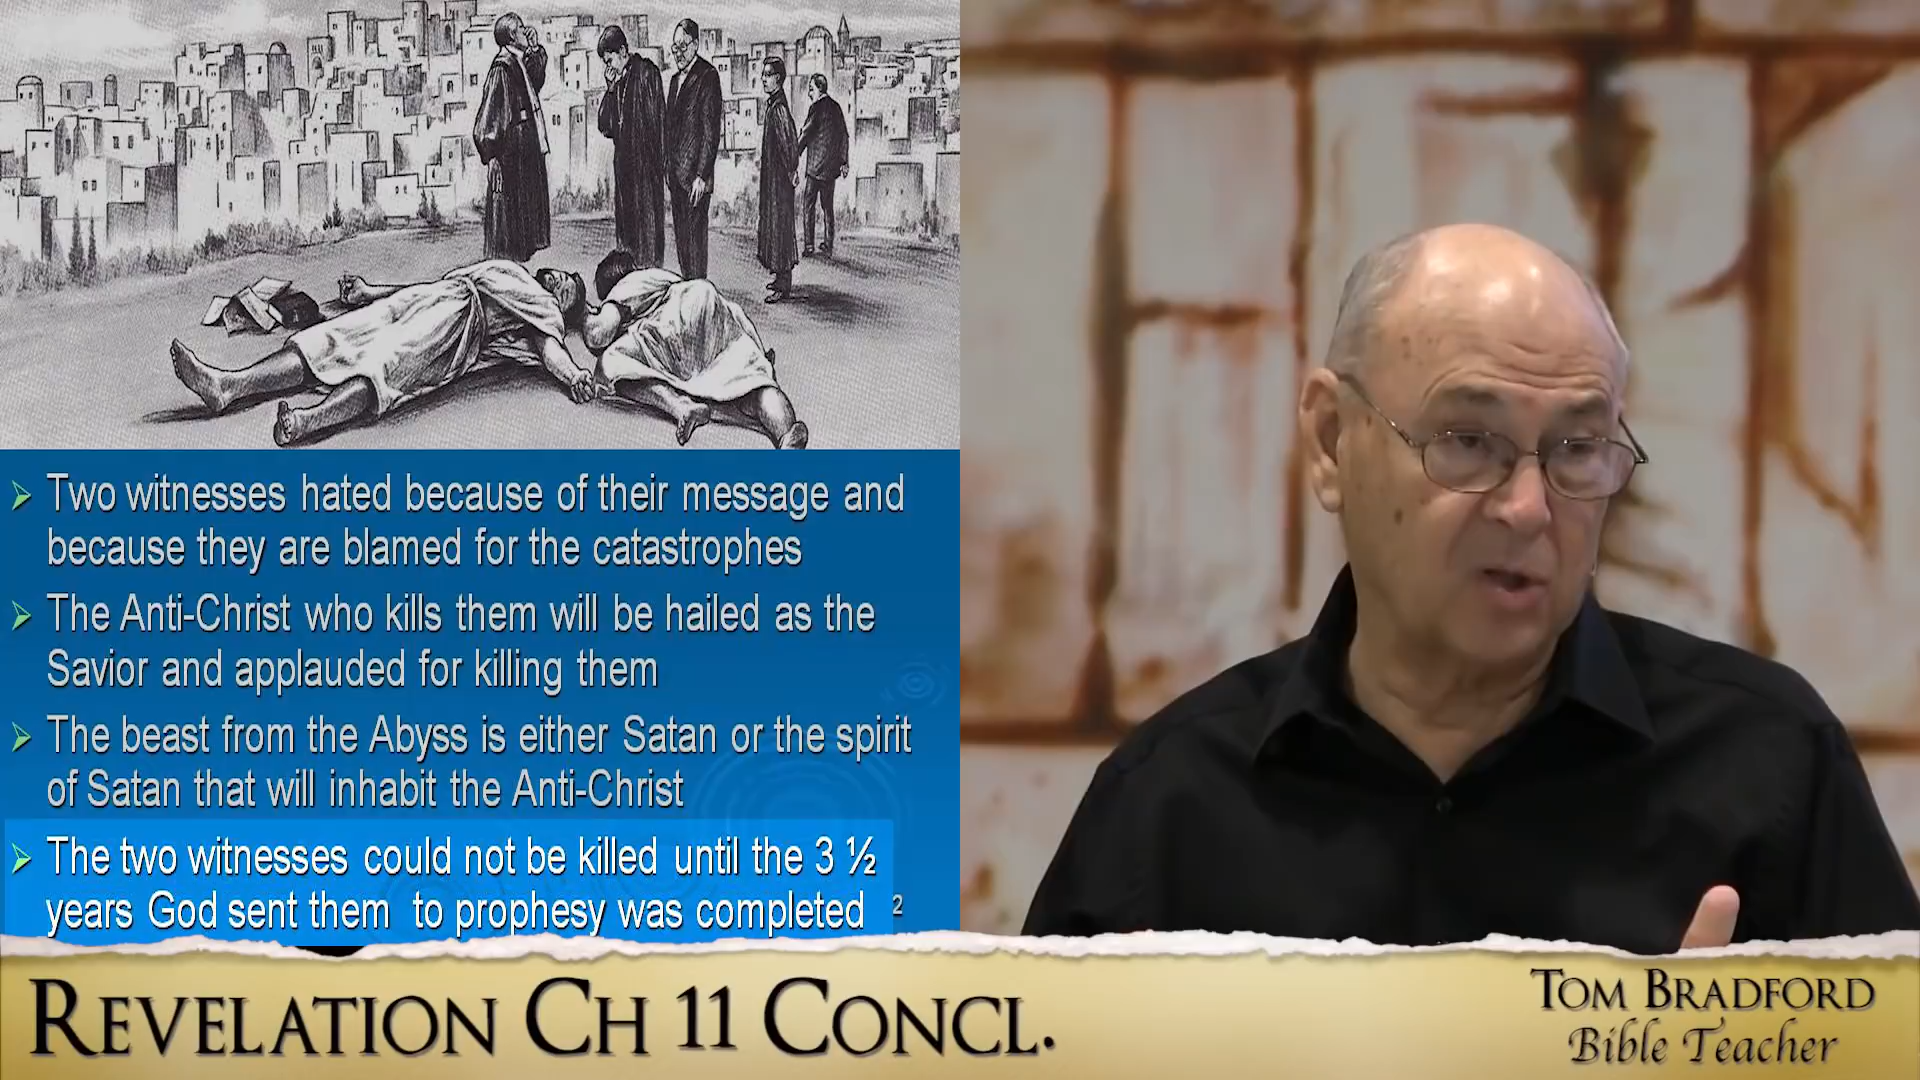 Two witnesses hated because of their message and
because they are blamed for the catastrophes
The Anti-Christ who kills them will be hailed as the
Savior and applauded for killing them
The beast from the Abyss is either Satan or the spirit
of Satan that will inhabit the Anti-Christ
The two witnesses could not be killed until the 3 ½
years God sent them to prophesy was completed
2
REVELATION CH 11 CONCL.
TOM BRADFORD
Bible Teacher